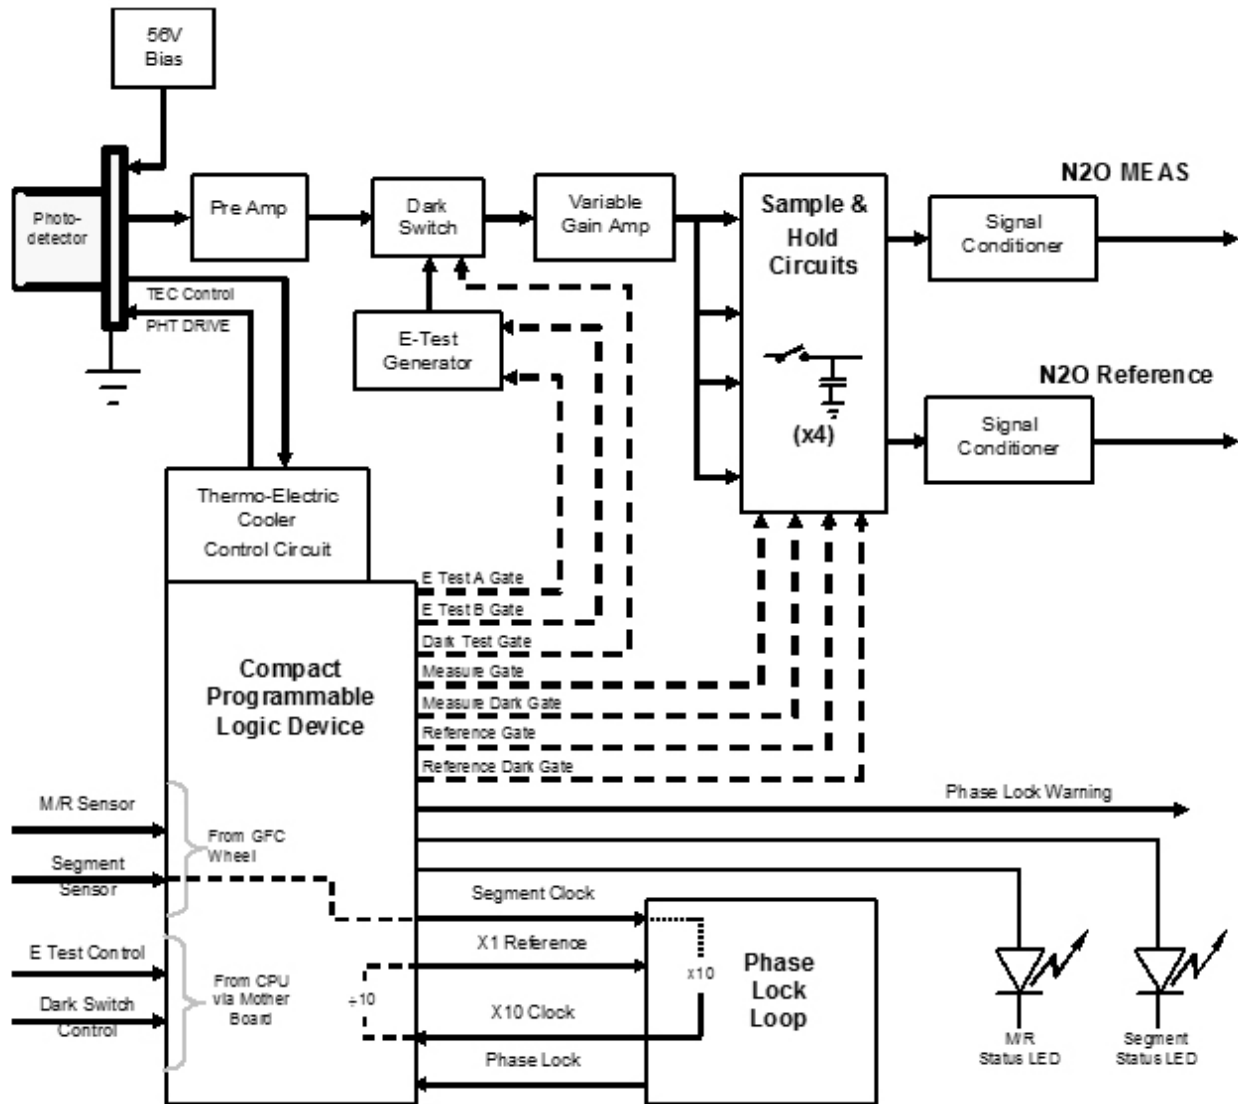 56V
Bias
N2O MEAS
Photo-
detector
Pre Amp
Dark
Switch
Variable
Gain Amp
Sample &
Hold
Circuits
(x4)
Signal
Conditioner
TEC Control
PHT DRIVE
E-Test
Generator
N2O Reference
Signal
Conditioner
Thermo-Electric
Cooler
Control Circuit
E Test A Gate
E Test B Gate
Dark Test Gate
Measure Gate
Measure Dark Gate
Reference Gate
Reference Dark Gate
Compact
Programmable
Logic Device
M/R Sensor
Segment
Sensor
From GFC
Wheel
E Test Control
Dark Switch
Control
From CPU
via Mother
Board
÷10
Phase Lock Warning
Segment Clock
X1 Reference
X10 Clock
Phase Lock
x10
Phase
Lock
Loop
M/R
Status LED
Segment
Status LED